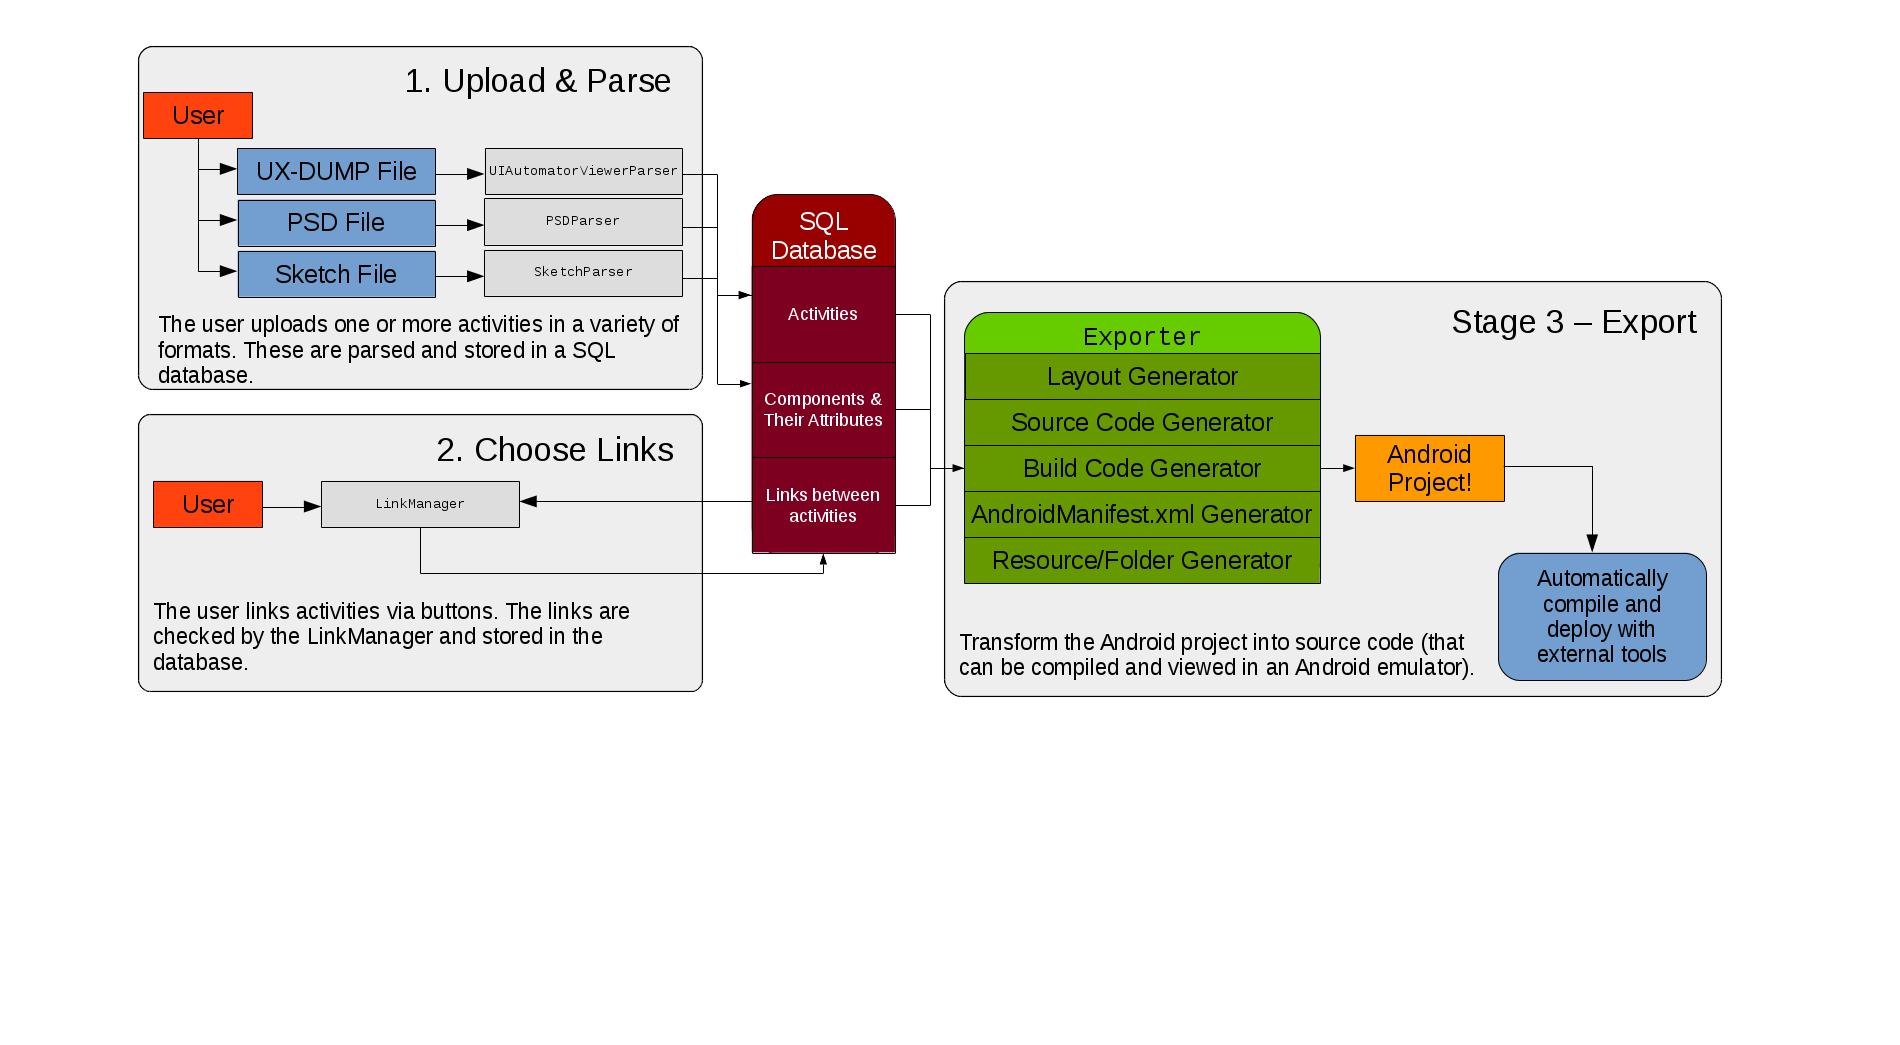 1. Upload & Parse
User
UX-DUMP File
UIAutomatorViewerParser
PSD File
PSDParser
Sketch File
SketchParser
The user uploads one or more activities in a variety of
formats. These are parsed and stored in a SQL
database.
2. Choose Links
User
LinkManager
The user links activities via buttons. The links are
checked by the LinkManager and stored in the
database.
SQL
Database
Activities
Components &
Their Attributes
Links between
activities
Stage 3 – Export
Exporter
Layout Generator
Source Code Generator
Build Code Generator
AndroidManifest.xml Generator
Resource/Folder Generator
Android
Project!
Automatically
compile and
deploy with
external tools
Transform the Android project into source code (that
can be compiled and viewed in an Android emulator).